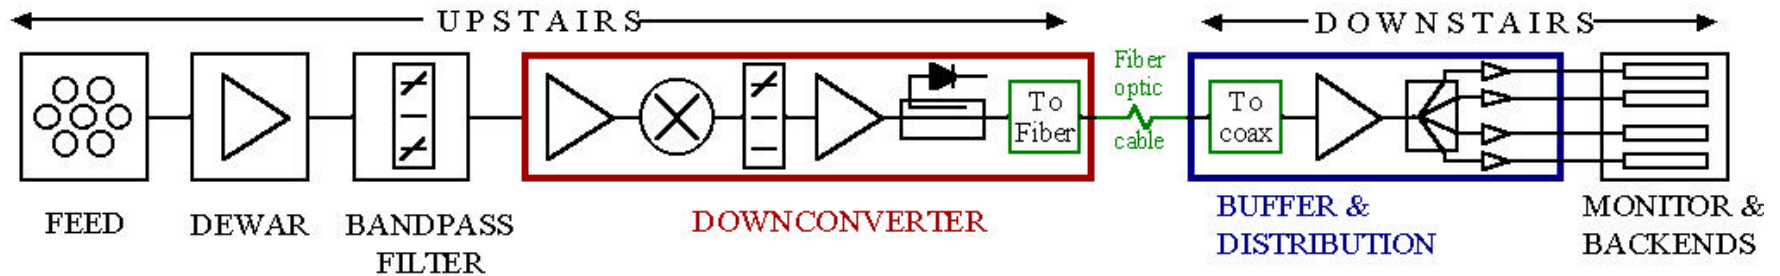 UPSTAIRS
DOWNSTAIRS
To
Fiber
Fiber
optic
cable
To
coax
FEED
DEWAR
BANDPASS
FILTER
DOWNCONVERTER
BUFFER &
DISTRIBUTION
MONITOR &
BACKENDS